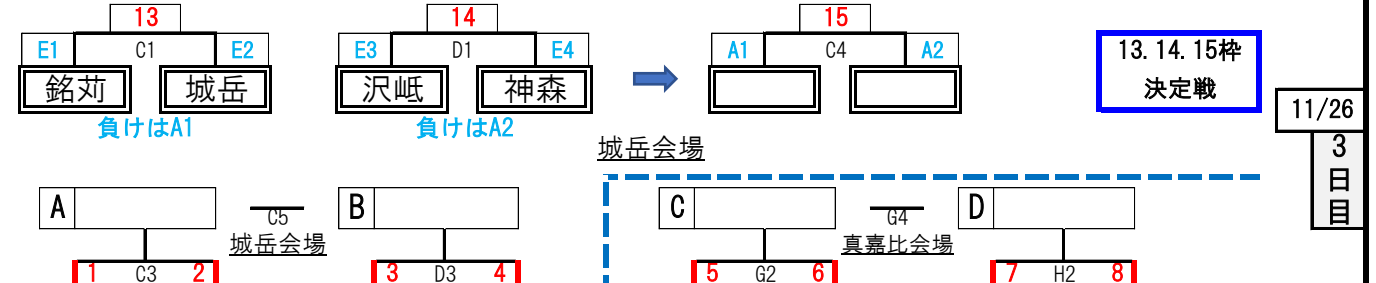 13 14 15
E1 C1 E2 E3 D1 E4 A1 C4 A2 13.14.15枠
銘苅 城岳 沢岻 神森 決定戦
負けはA1 負けはA2 11/26
城岳会場 3日目
A C5 B C G4 D
城岳会場 真嘉比会場
1 C3 2 3 D3 4 5 G2 6 7 H2 8